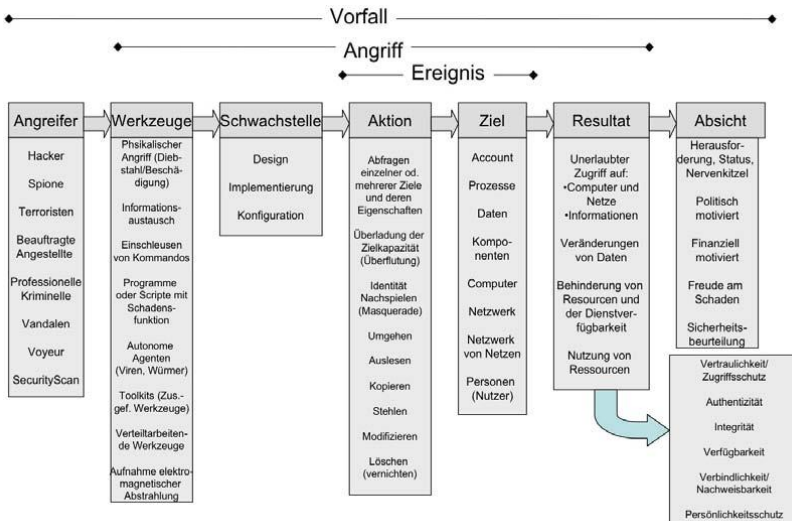 Vorfall
Angriff
Ereignis
Angreifer
Hacker
Spione
Terroristen
Beauftragte
Angestellte
Professionelle
Kriminelle
Vandalen
Voyeur
SecurityScan
Werkzeuge
Phsikalischer
Angriff (Dieb-
stahl/Beschä-
digung)
Informations-
austausch
Einschleusen
von Kommandos
Programme
oder Scripte mit
Schadens-
funktion
Autonome
Agenten
(Viren, Würmer)
Toolkits (Zus.-
gef. Werkzeuge)
Verteiltarbeiten-
de Werkzeuge
Aufnahme elektro-
magnetischer
Abstrahlung
Schwachstelle
Design
Implementierung
Konfiguration
Aktion
Abfragen
einzelner od.
mehrerer Ziele
und deren
Eigenschaften
Überladung der
Zielkapazität
(Überflutung)
Identität
Nachspielen
(Masquerade)
Umgehen
Auslesen
Kopieren
Stehlen
Modifizieren
Löschen
(vernichten)
Ziel
Account
Prozesse
Daten
Kompo-
nenten
Computer
Netzwerk
Netzwerk
von Netzen
Personen
(Nutzer)
Resultat
Unerlaubter
Zugriff auf:
•Computer und
Netze
•Informationen
Veränderungen
von Daten
Behinderung von
Resourcen und
der Dienstver-
fügbarkeit
Nutzung von
Ressourcen
Absicht
Herausfor-
derung, Status,
Nervenkitzel
Politisch
motiviert
Finanziell
motiviert
Freude am
Schaden
Sicherheits-
beurteilung
Vertraulichkeit/
Zugriffsschutz
Authentizität
Integrität
Verfügbarkeit
Verbindlichkeit/
Nachweisbarkeit
Persönlichkeitsschutz